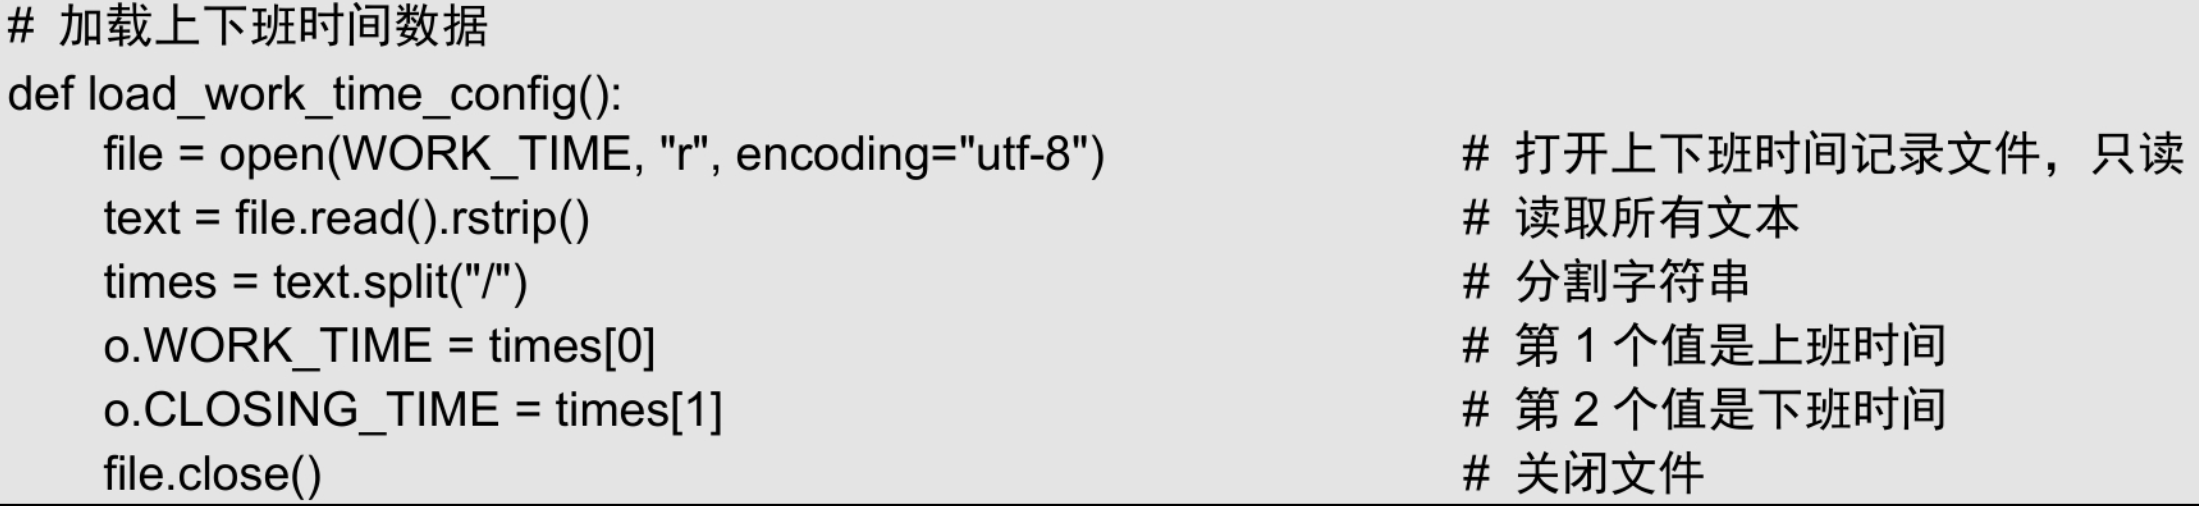 # 加载上下班时间数据
def load_work_time_config():
    file = open(WORK_TIME, "r", encoding="utf-8") # 打开上下班时间记录文件，只读
    text = file.read().rstrip() # 读取所有文本
    times = text.split("/") # 分割字符串
    o.WORK_TIME = times[0] # 第 1 个值是上班时间
    o.CLOSING_TIME = times[1] # 第 2 个值是下班时间
    file.close() # 关闭文件